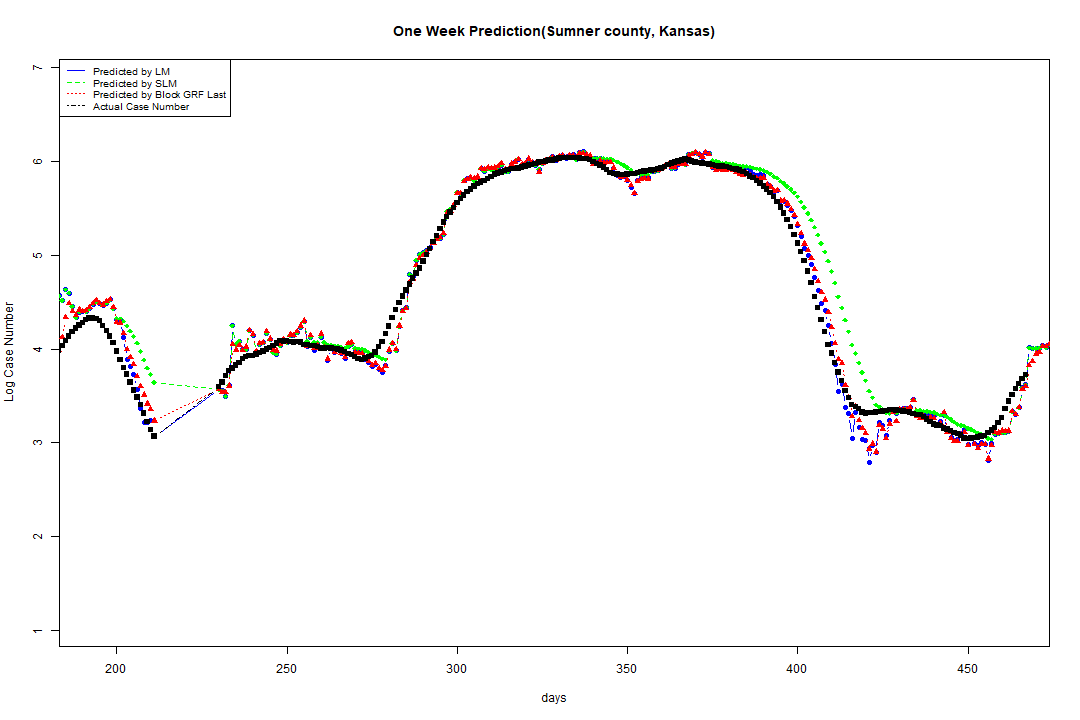 One Week Prediction(Sumner county, Kansas)
Predicted by LM
Predicted by SLM
Predicted by Block GRF Last
Actual Case Number
Log Case Number
7
6
5
4
3
2
1
200 250 300 350 400 450
days